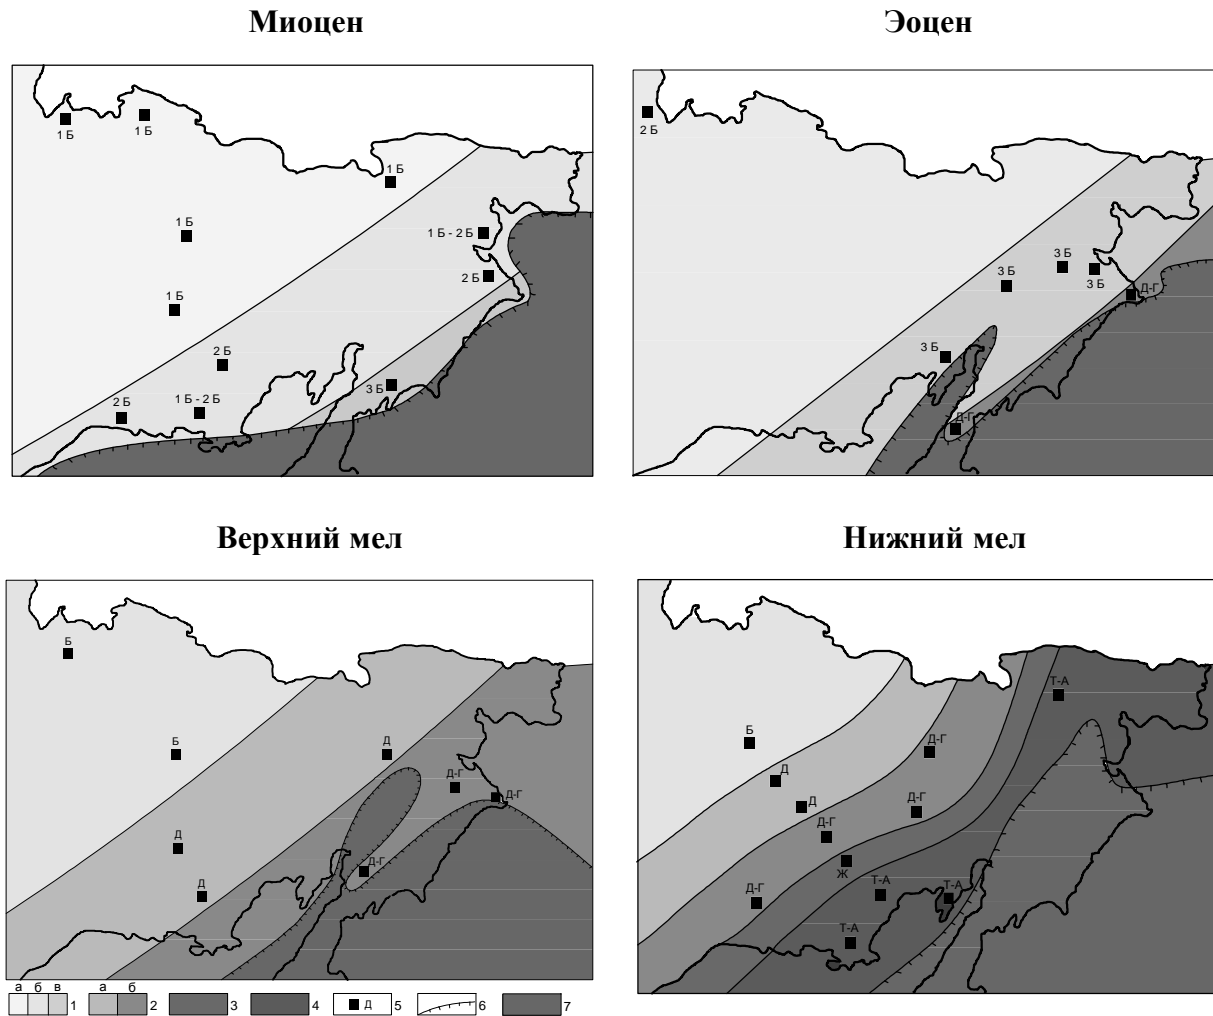 Миоцен
Эоцен
1 Б
1 Б
1 Б
1 Б
1 Б - 2 Б
2 Б
1 Б
2 Б
3 Б
1 Б - 2 Б
2 Б
2 Б
3 Б
3 Б
3 Б
Д-Г
3 Б
Д-Г
Верхний мел
Нижний мел
Б
Б
Д
Д-Г
Д-Г
Д
Д-Г
Д
Т-А
Б
Д-Г
Д
Д
Д-Г
Д-Г
Ж
Т-А
Т-А
Д-Г
Т-А
а б в 1 а б 2 3 4 Д 5 6 7